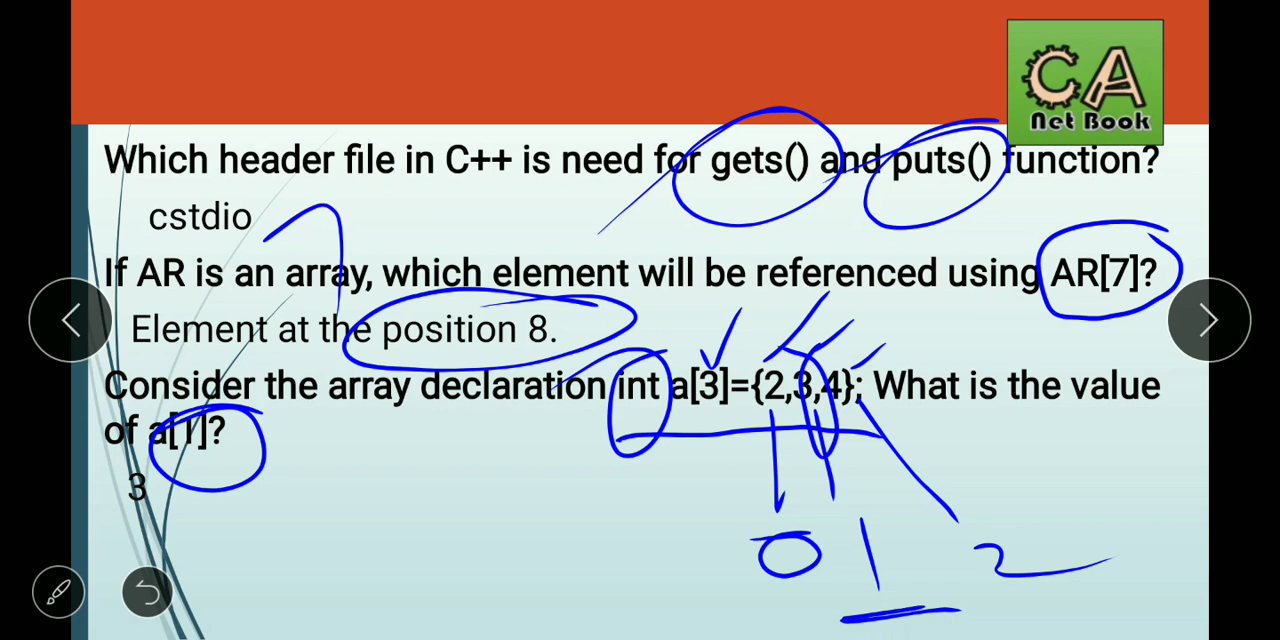 CA
Net Book
Which header file in C++ is need for gets() and puts() function?
cstdio
If AR is an array, which element will be referenced using AR[7]?
Element at the position 8.
Consider the array declaration int a[3]={2,3,4}; What is the value
of a[1]?
3
0 1 2